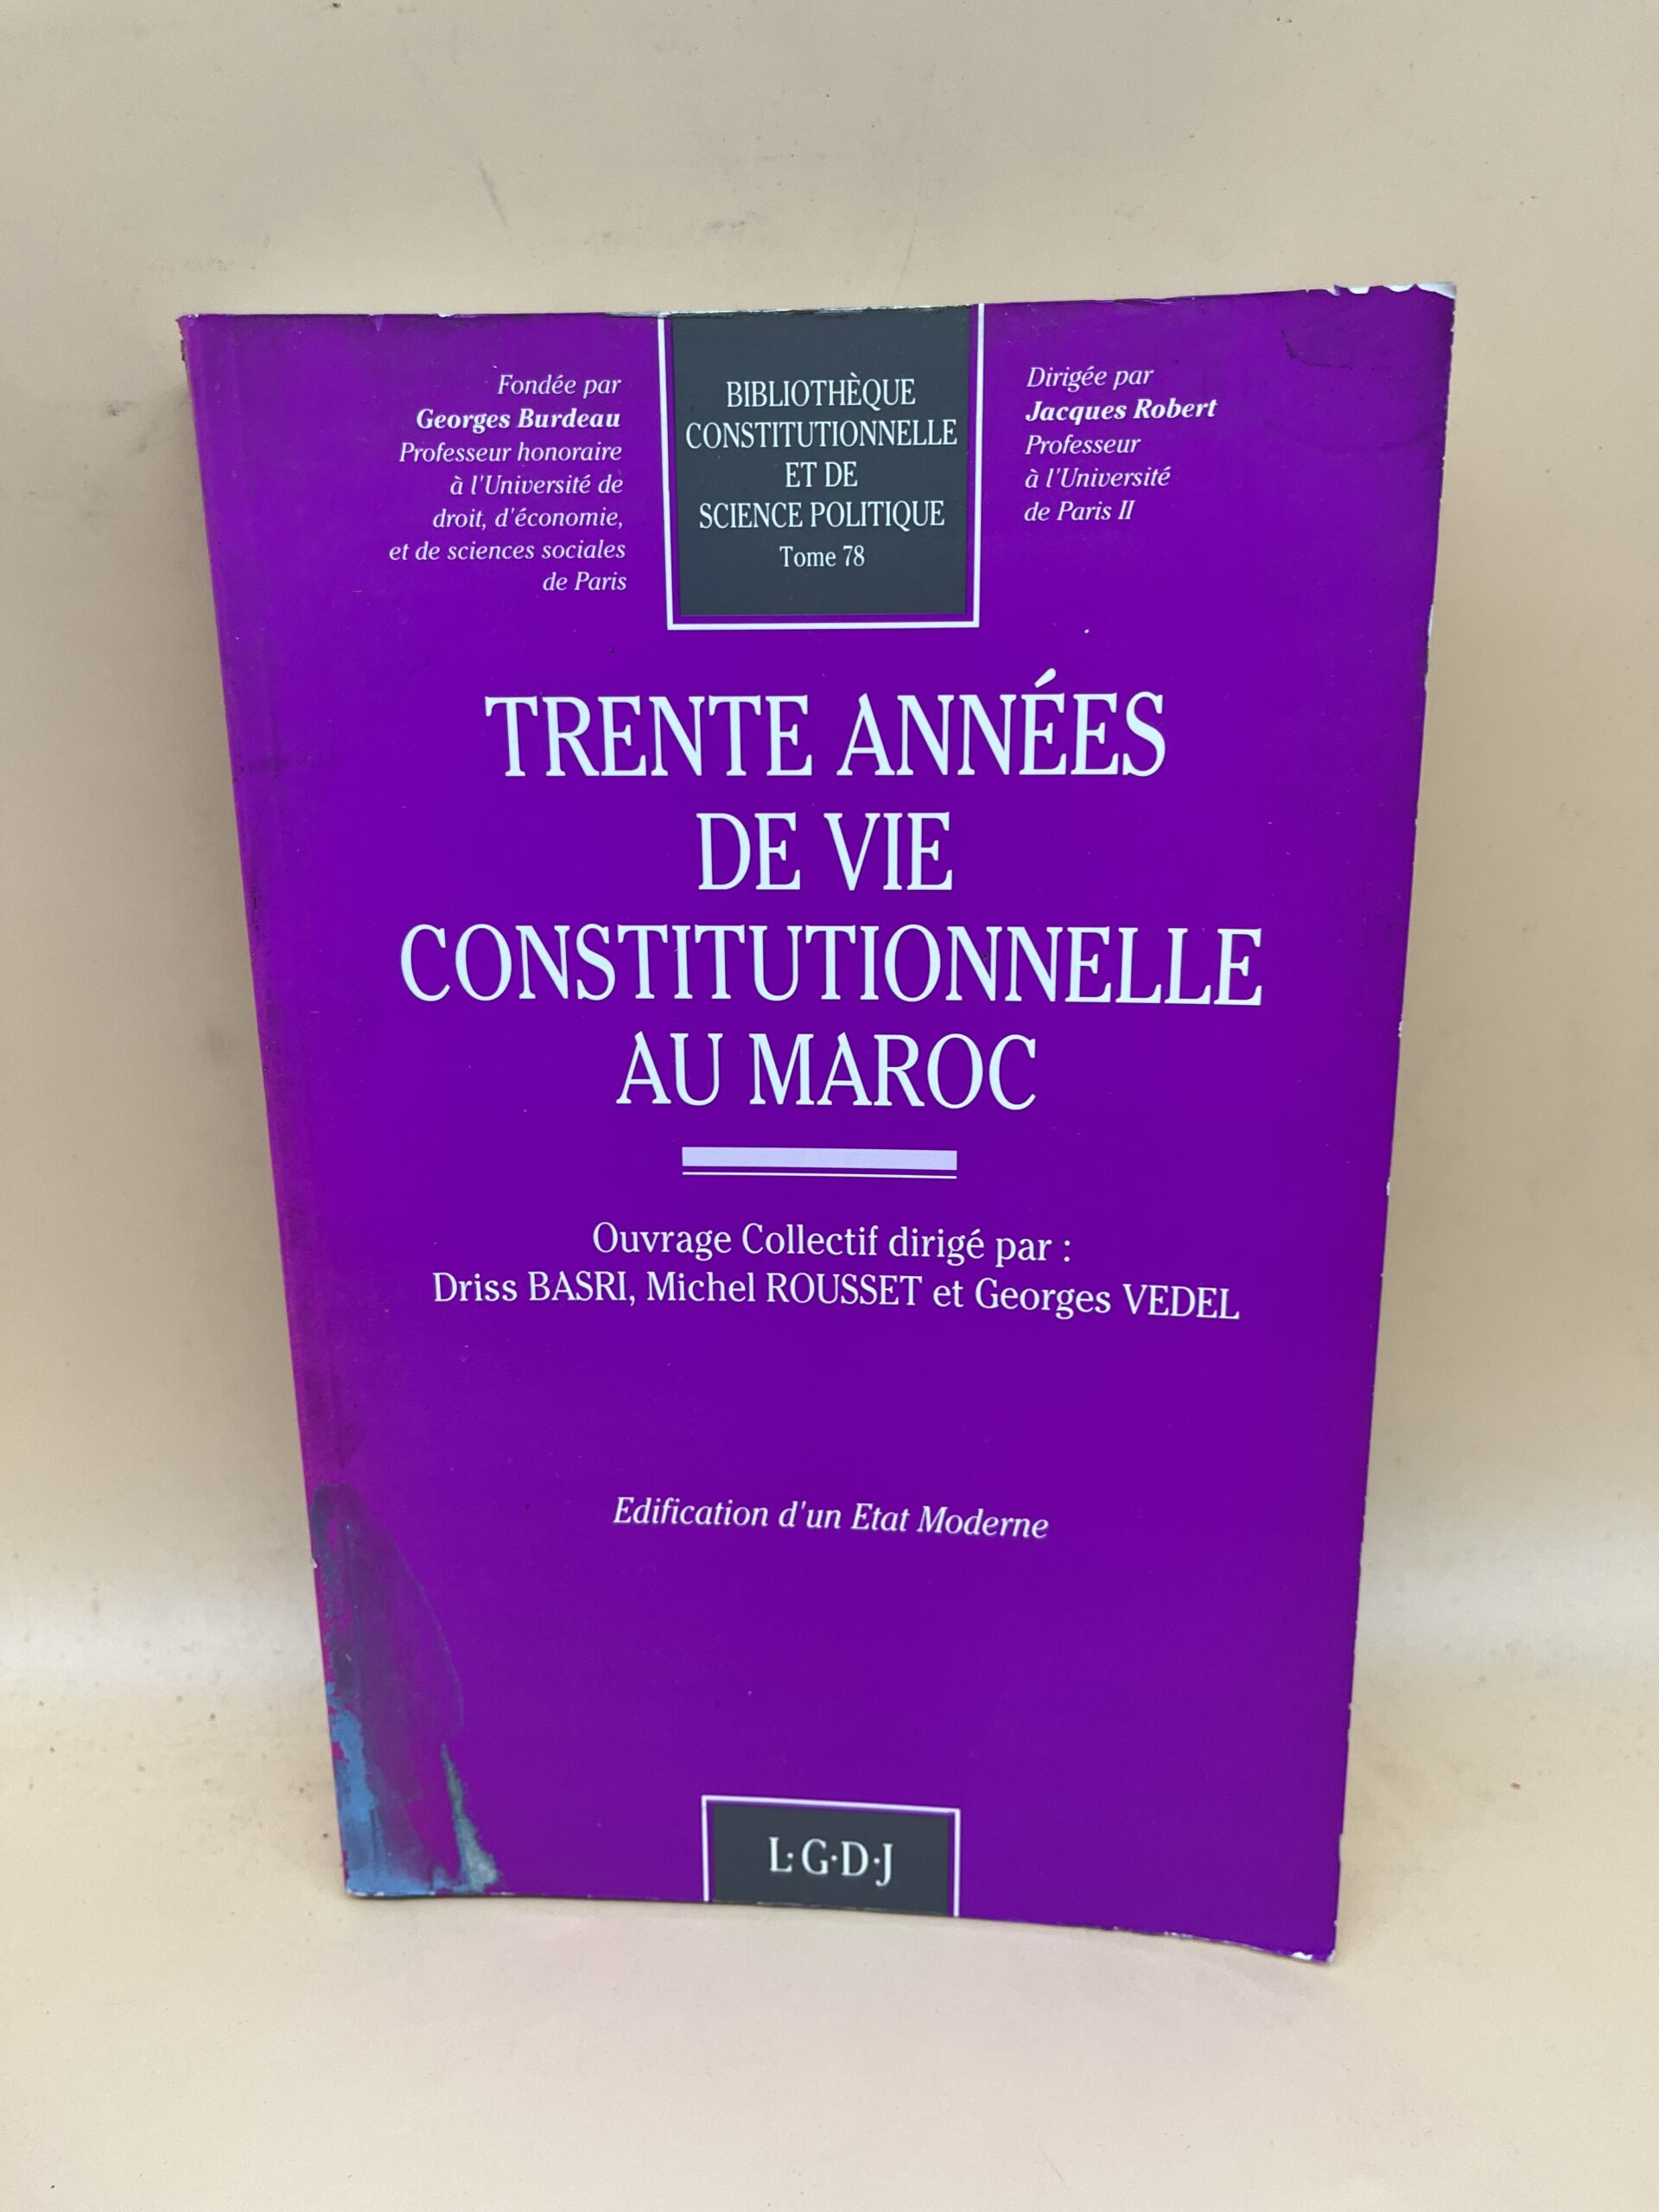 Fondée par
Georges Burdeau
Professeur honoraire
à l'Université de
droit, d'économie,
et de sciences sociales
de Paris
BIBLIOTHÈQUE
CONSTITUTIONNELLE
ET DE
SCIENCE POLITIQUE
Tome 78
Dirigée par
Jacques Robert
Professeur
à l'Université
de Paris II
TRENTE ANNÉES
DE VIE
CONSTITUTIONNELLE
AU MAROC
Ouvrage Collectif dirigé par :
Driss BASRI, Michel ROUSSET et Georges VEDEL
Edification d'un Etat Moderne
L·G·D·J